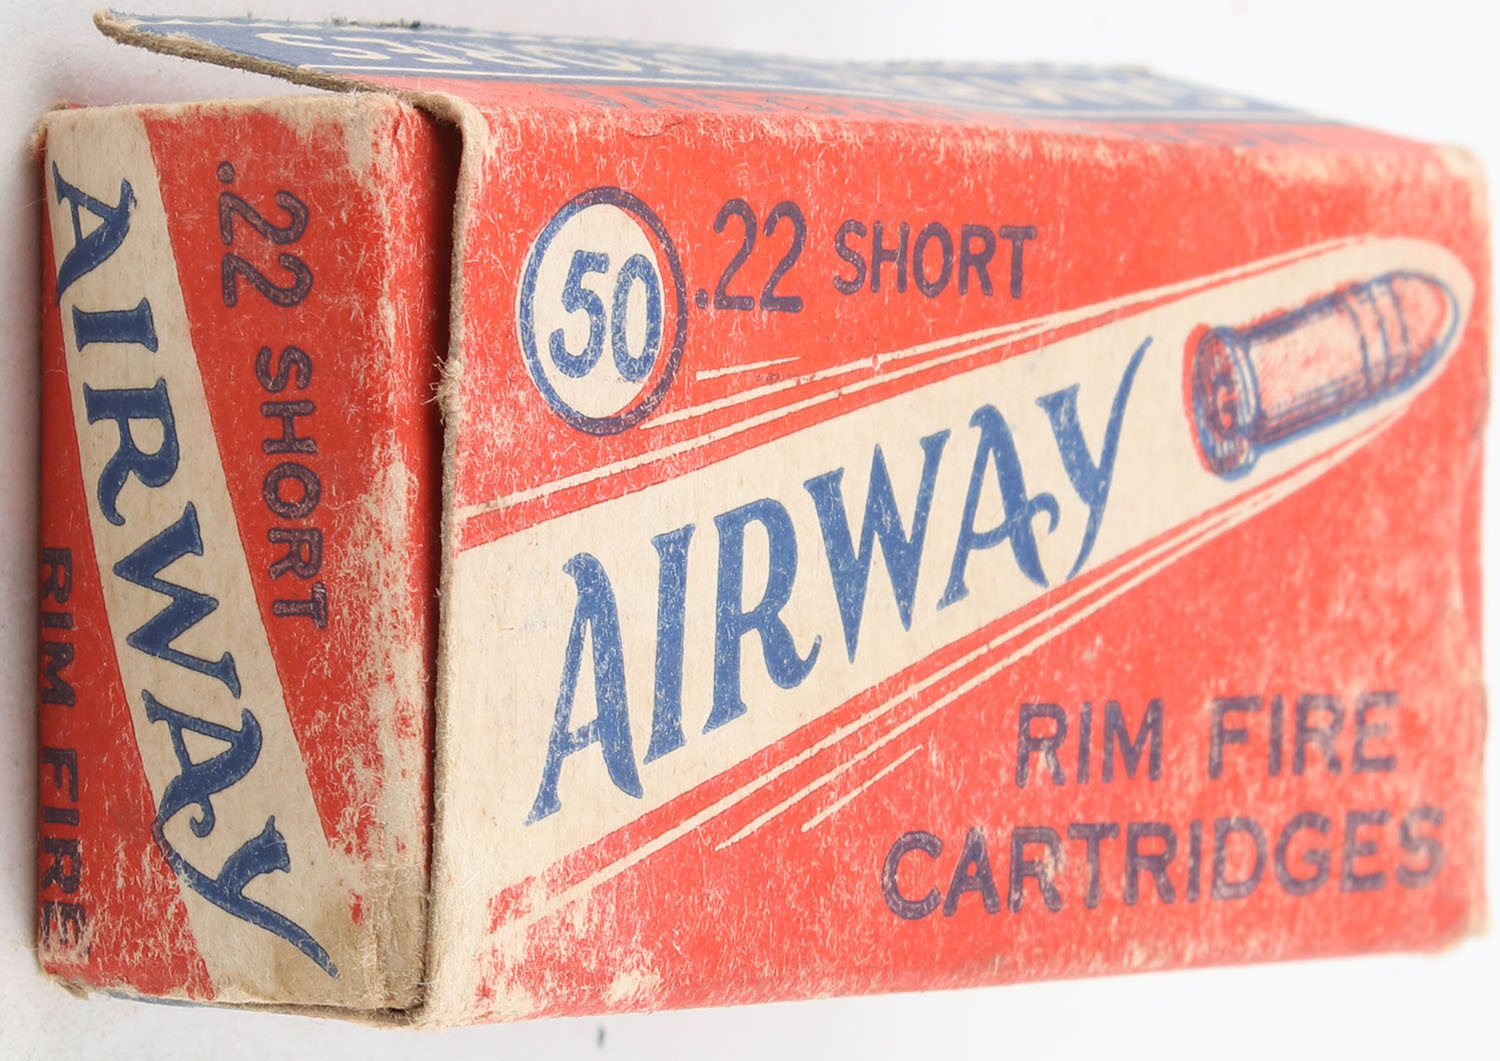 50
.22 SHORT
AIRWAY
G
RIM FIRE
CARTRIDGES
.22 SHORT
AIRWAY
RIM FIRE